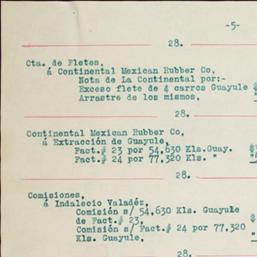 -5-
28.
Cta. de Fletes,
á Continental Mexican Rubber Co,
Nota de La Continental por:-
Exceso flete de 4 carros Guayule $
Arrastre de los mismos,
28.
Continental Mexican Rubber Co,
á Extracción de Guayule,
Fact.# 23 por 54,630 Kls.Guay. $
Fact.# 24 por 77,320 Kls. "
28.
Comisiones,
á Indalecio Valadés,
Comisión s/ 54,630 Kls. Guayule
de Fact.# 23, $
Comisión s/ Fact.# 24 por 77,320
Kls. Guayule,
28.